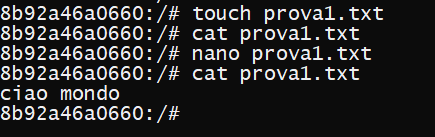 8b92a46a0660:/# touch prova1.txt
8b92a46a0660:/# cat prova1.txt
8b92a46a0660:/# nano prova1.txt
8b92a46a0660:/# cat prova1.txt
ciao mondo
8b92a46a0660:/#